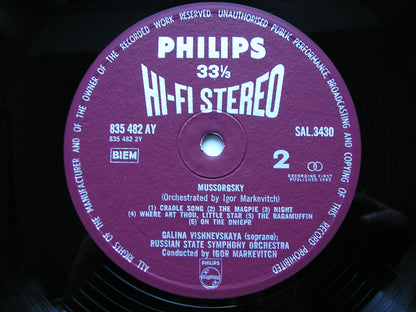 ALL RIGHTS OF THE MANUFACTURER AND OF THE OWNER OF THE RECORDED WORK RESERVED. UNAUTHORISED PUBLIC PERFORMANCE, BROADCASTING AND COPYING OF THIS RECORD PROHIBITED
PHILIPS
33⅓
HI-FI STEREO
835 482 AY
835 482 2Y
SAL.3430
BIEM
2
RECORDING FIRST
PUBLISHED 1963
MUSSORGSKY
(Orchestrated by Igor Markevitch)
(1) CRADLE SONG (2) THE MAGPIE (3) NIGHT
(4) WHERE ART THOU, LITTLE STAR (5) THE RAGAMUFFIN
(6) ON THE DNIEPR
GALINA VISHNEVSKAYA (soprano);
RUSSIAN STATE SYMPHONY ORCHESTRA
Conducted by IGOR MARKEVITCH
PHILIPS